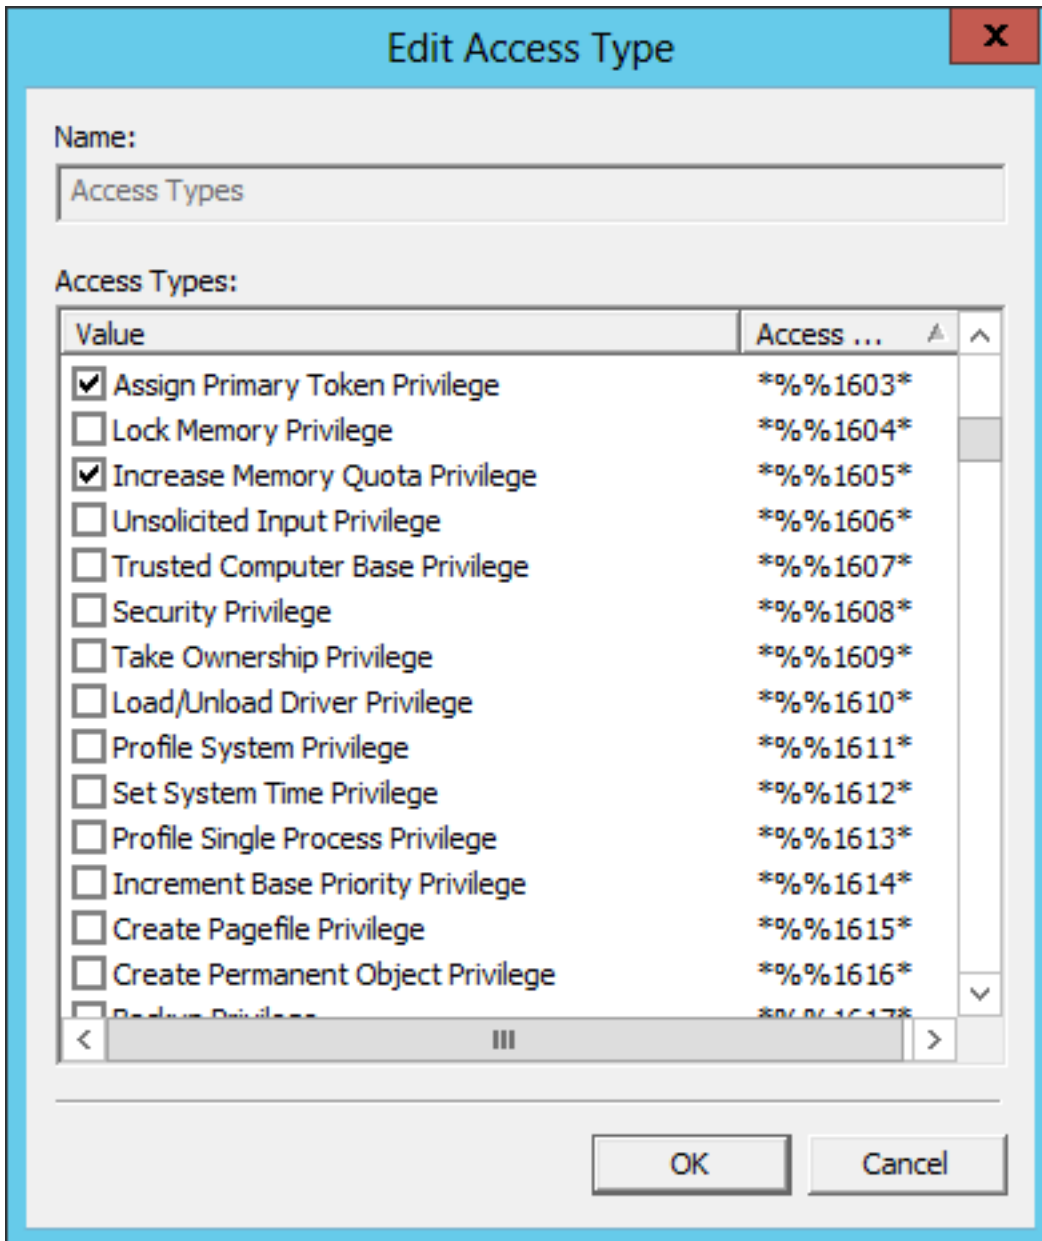 Edit Access Type
x
Name:
Access Types
Access Types:
Value Access ...
Assign Primary Token Privilege *%%1603*
Lock Memory Privilege *%%1604*
Increase Memory Quota Privilege *%%1605*
Unsolicited Input Privilege *%%1606*
Trusted Computer Base Privilege *%%1607*
Security Privilege *%%1608*
Take Ownership Privilege *%%1609*
Load/Unload Driver Privilege *%%1610*
Profile System Privilege *%%1611*
Set System Time Privilege *%%1612*
Profile Single Process Privilege *%%1613*
Increment Base Priority Privilege *%%1614*
Create Pagefile Privilege *%%1615*
Create Permanent Object Privilege *%%1616*
Backup Privilege *%%1617*
OK Cancel